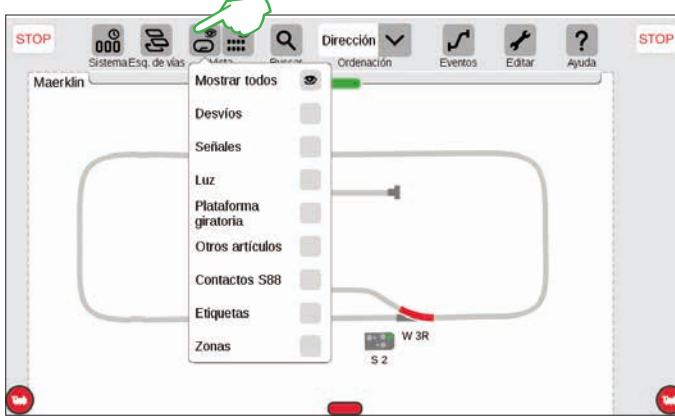 STOP
000
Dirección
?
STOP
Sistema
Esq. de vías
Vista
Buscar
Ordenación
Eventos
Editar
Ayuda
Maerklin
Mostrar todos
Desvíos
Señales
Luz
Plataforma
giratoria
Otros artículos
Contactos S88
Etiquetas
Zonas
W 3R
S 2